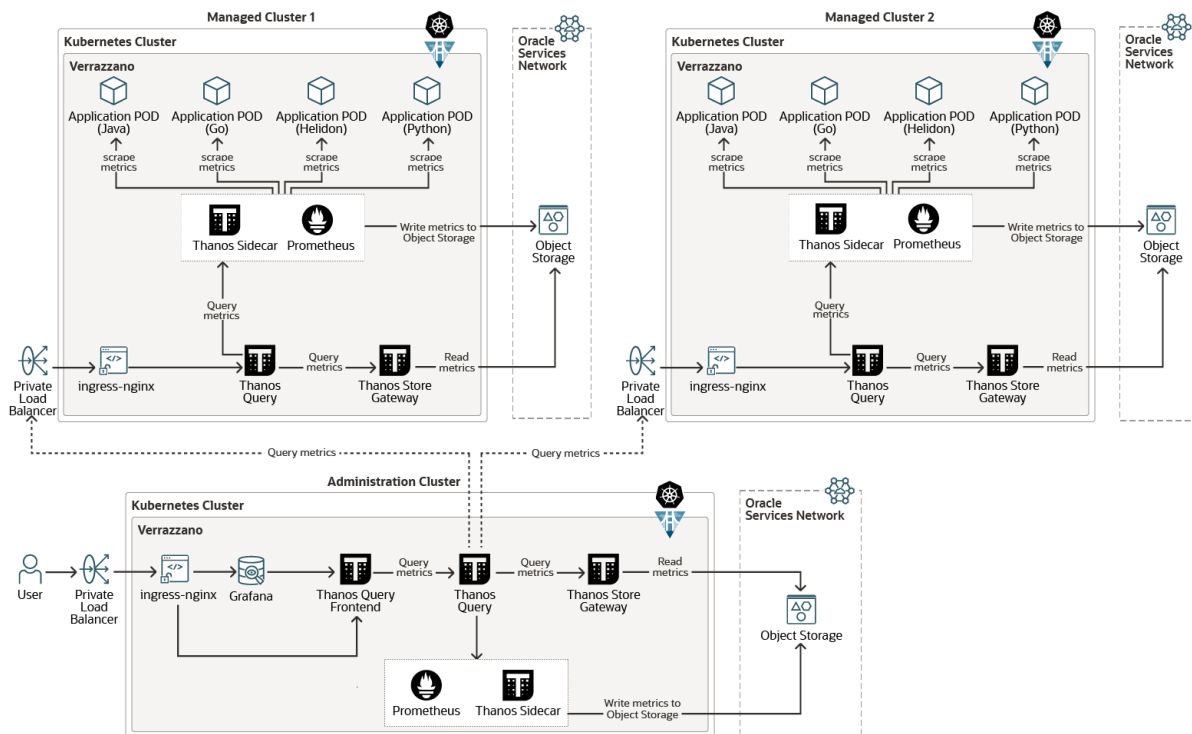 Managed Cluster 1
Kubernetes Cluster
Oracle
Services
Network
Verrazzano
Application POD
(Java)
Application POD
(Go)
Application POD
(Helidon)
Application POD
(Python)
scrape
metrics
scrape
metrics
scrape
metrics
scrape
metrics
Thanos Sidecar
Prometheus
Write metrics to
Object Storage
Object
Storage
Query
metrics
Private
Load
Balancer
ingress-nginx
Thanos
Query
Query
metrics
Thanos Store
Gateway
Read
metrics
Managed Cluster 2
Kubernetes Cluster
Oracle
Services
Network
Verrazzano
Application POD
(Java)
Application POD
(Go)
Application POD
(Helidon)
Application POD
(Python)
scrape
metrics
scrape
metrics
scrape
metrics
scrape
metrics
Thanos Sidecar
Prometheus
Write metrics to
Object Storage
Object
Storage
Query
metrics
Private
Load
Balancer
ingress-nginx
Thanos
Query
Query
metrics
Thanos Store
Gateway
Read
metrics
Query metrics
Query metrics
Administration Cluster
Kubernetes Cluster
Oracle
Services Network
Verrazzano
User
Private
Load
Balancer
ingress-nginx
Grafana
Thanos Query
Frontend
Query
metrics
Thanos
Query
Query
metrics
Thanos Store
Gateway
Read
metrics
Object Storage
Prometheus
Thanos Sidecar
Write metrics to
Object Storage